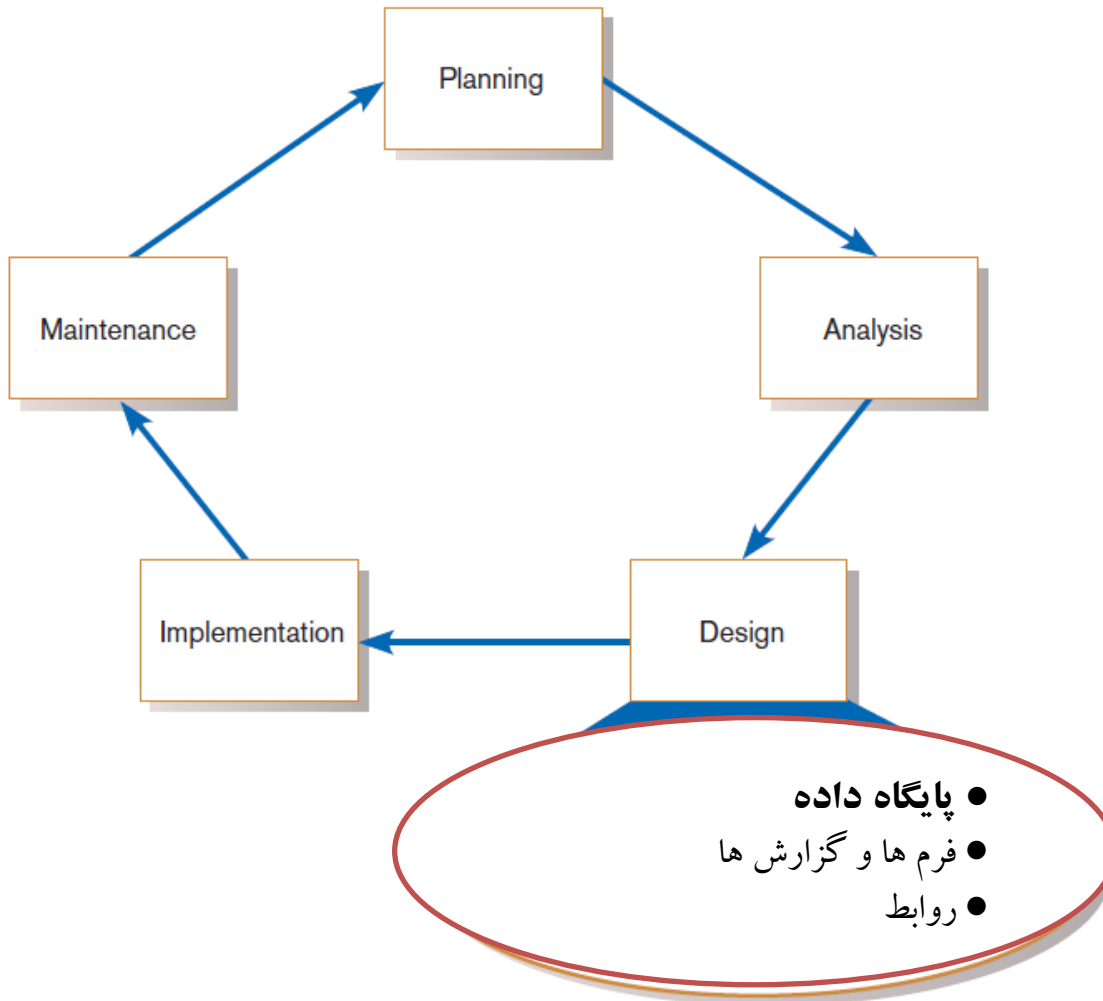 Planning
Maintenance
Analysis
Implementation
Design
● پایگاه داده
● فرم ها و گزارش ها
● روابط